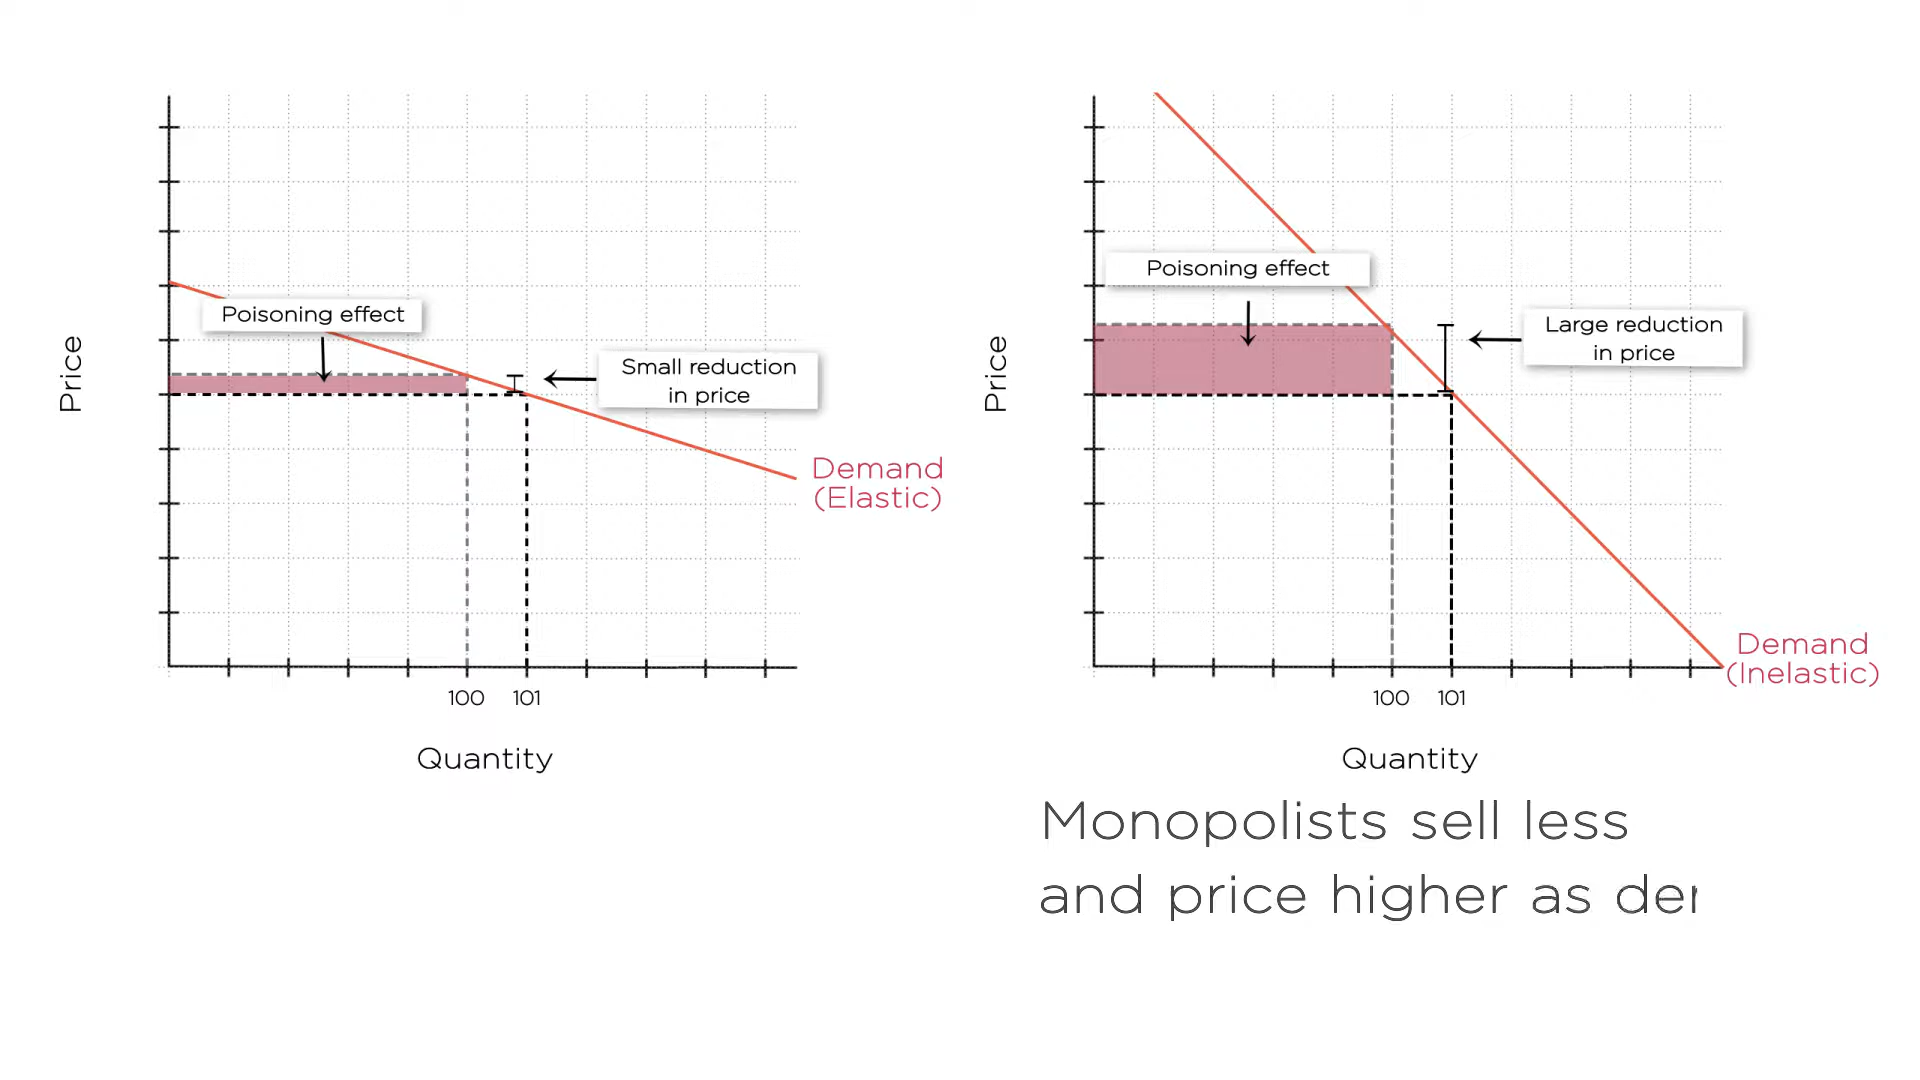 Price
Poisoning effect
Small reduction
in price
Demand
(Elastic)
100 101
Quantity
Price
Poisoning effect
Large reduction
in price
Demand
(Inelastic)
100 101
Quantity
Monopolists sell less
and price higher as